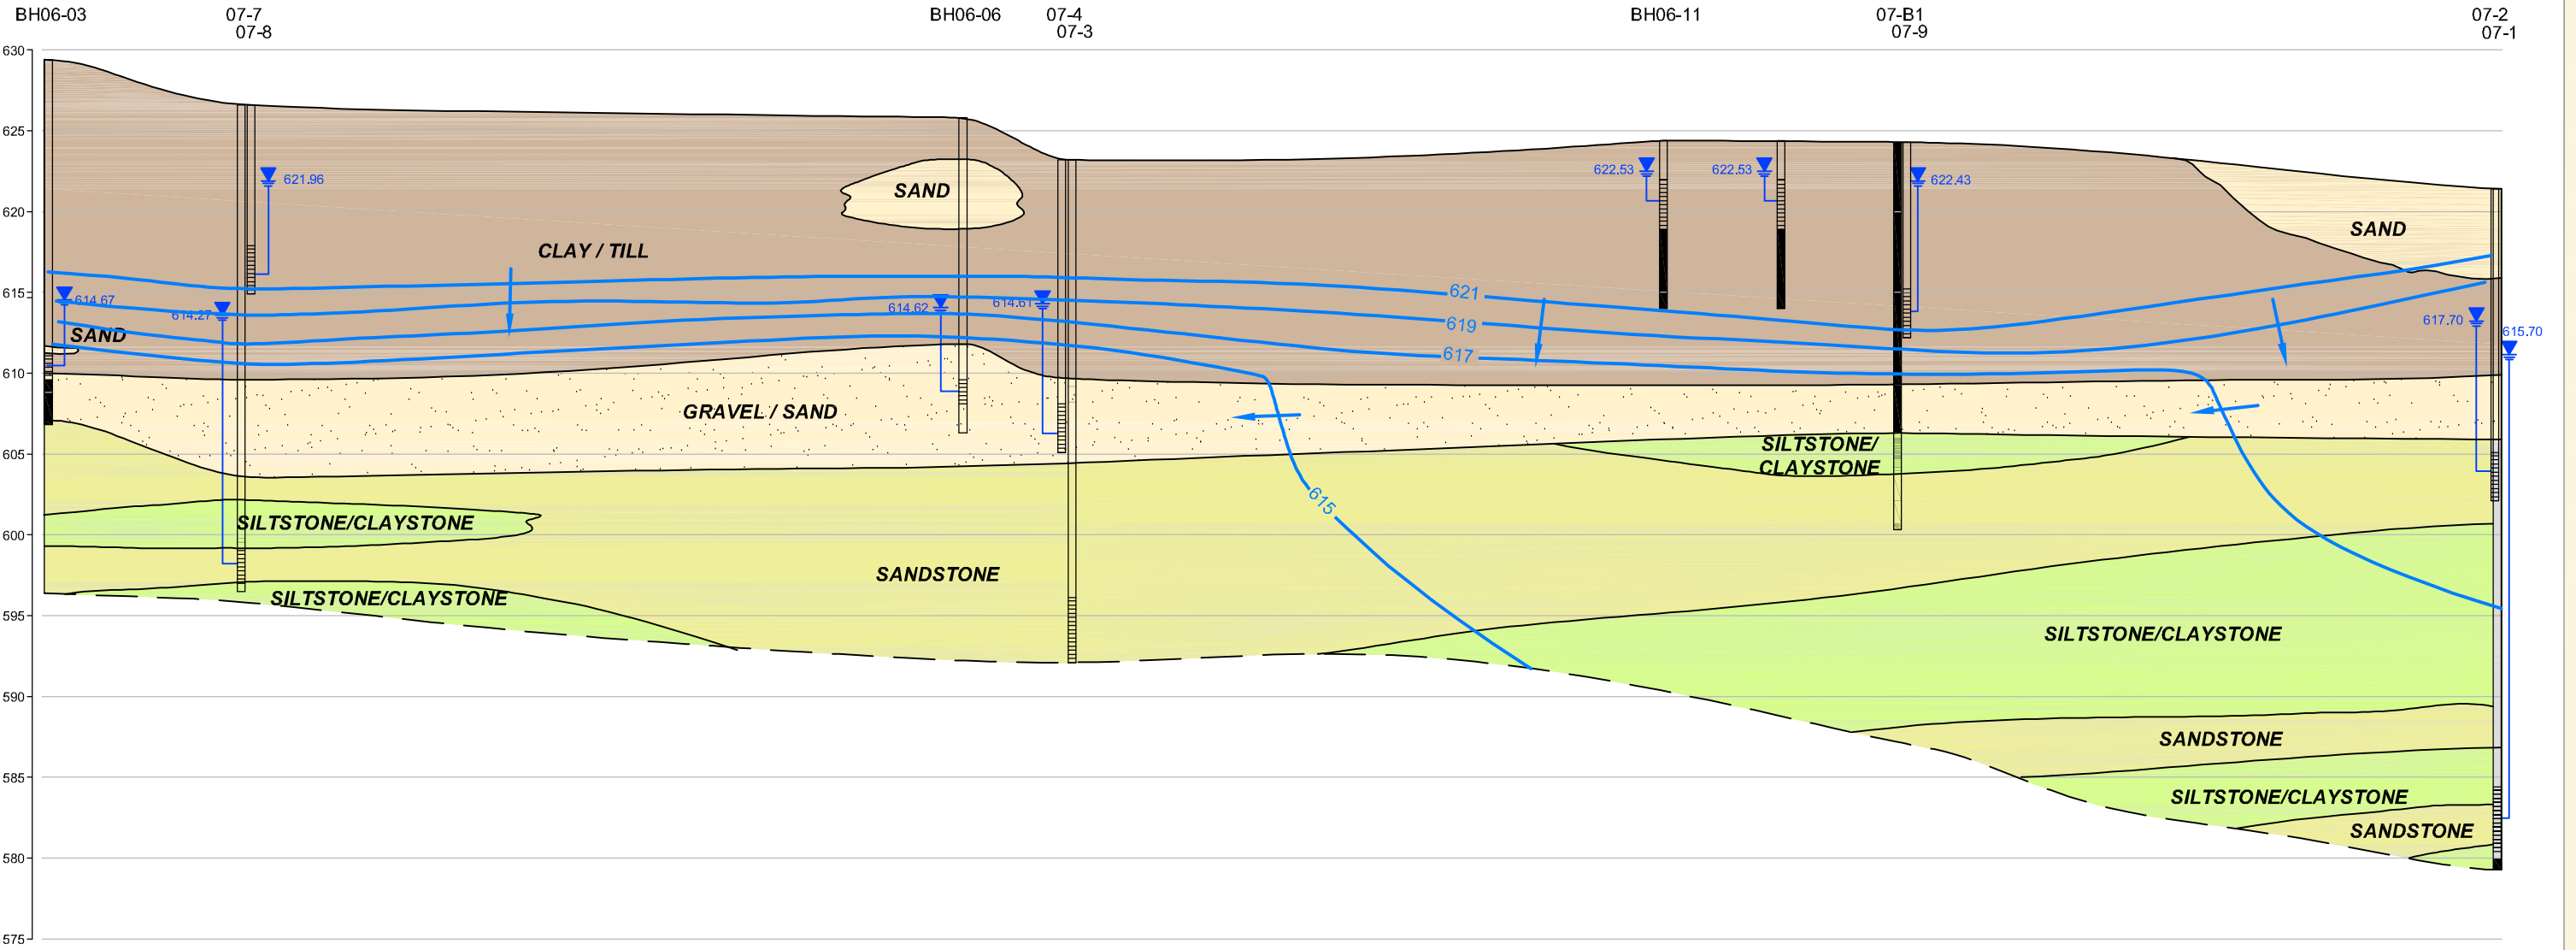 BH06-03
07-7
07-8
BH06-06
07-4
07-3
BH06-11
07-B1
07-9
07-2
07-1
630
625
620
615
610
605
600
595
590
585
580
575
621.96
SAND
622.53
622.53
622.43
SAND
CLAY / TILL
614.67
614.27
614.62
614.61
621
619
617
617.70
615.70
SAND
GRAVEL / SAND
SILTSTONE/
CLAYSTONE
615
SILTSTONE/CLAYSTONE
SANDSTONE
SILTSTONE/CLAYSTONE
SILTSTONE/CLAYSTONE
SANDSTONE
SILTSTONE/CLAYSTONE
SANDSTONE